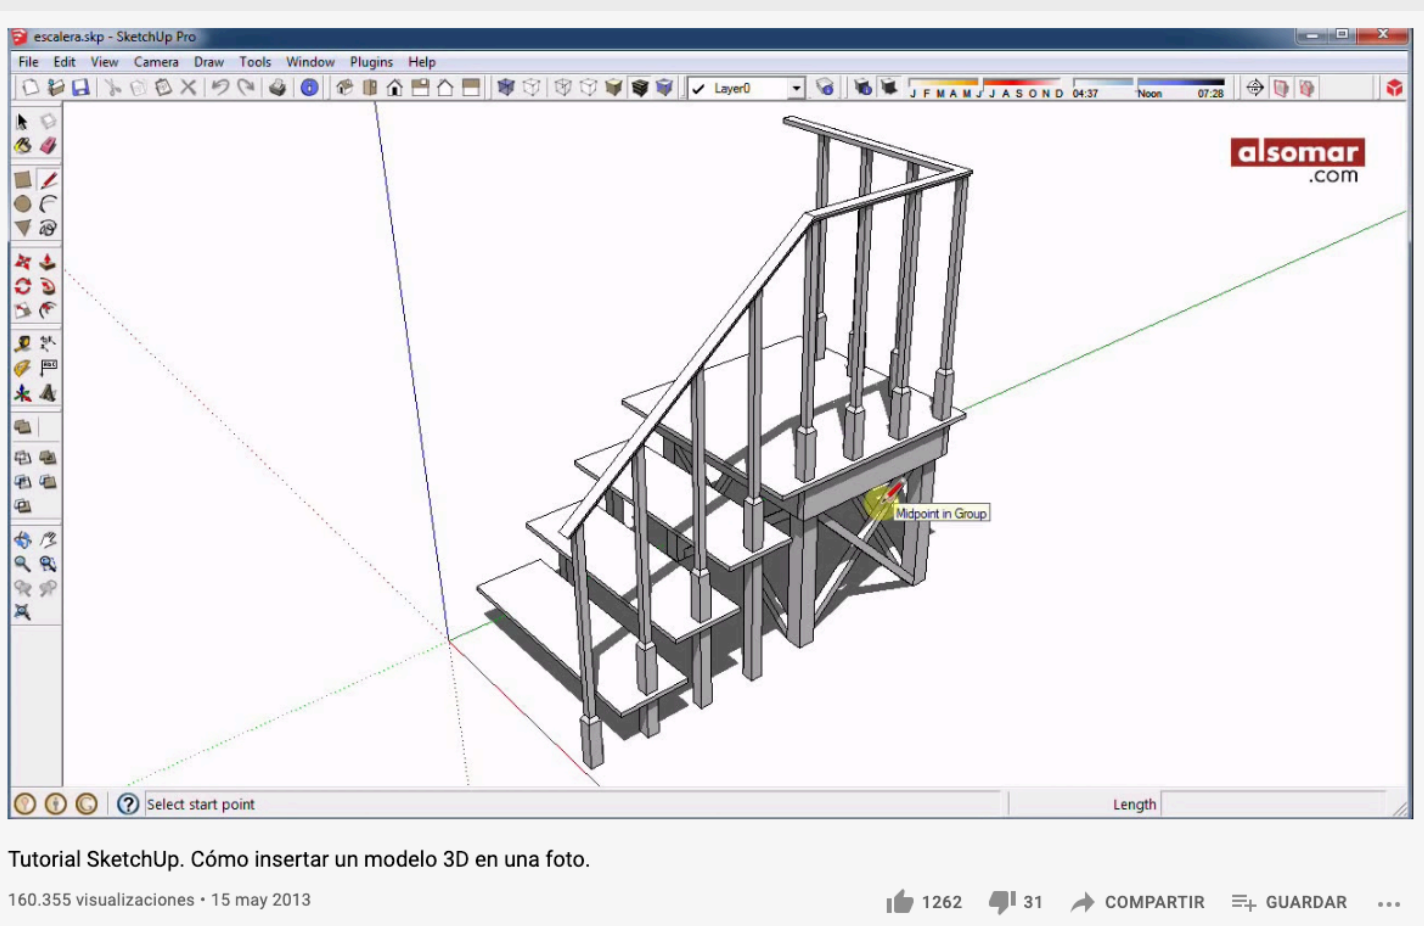 escalera.skp - SketchUp Pro
File Edit View Camera Draw Tools Window Plugins Help
Layer0
J F M A M J J A S O N D 04:37 Noon 07:28
alsomar
.com
Midpoint in Group
Select start point
Length
Tutorial SketchUp. Cómo insertar un modelo 3D en una foto.
160.355 visualizaciones • 15 may 2013
1262 31 COMPARTIR GUARDAR